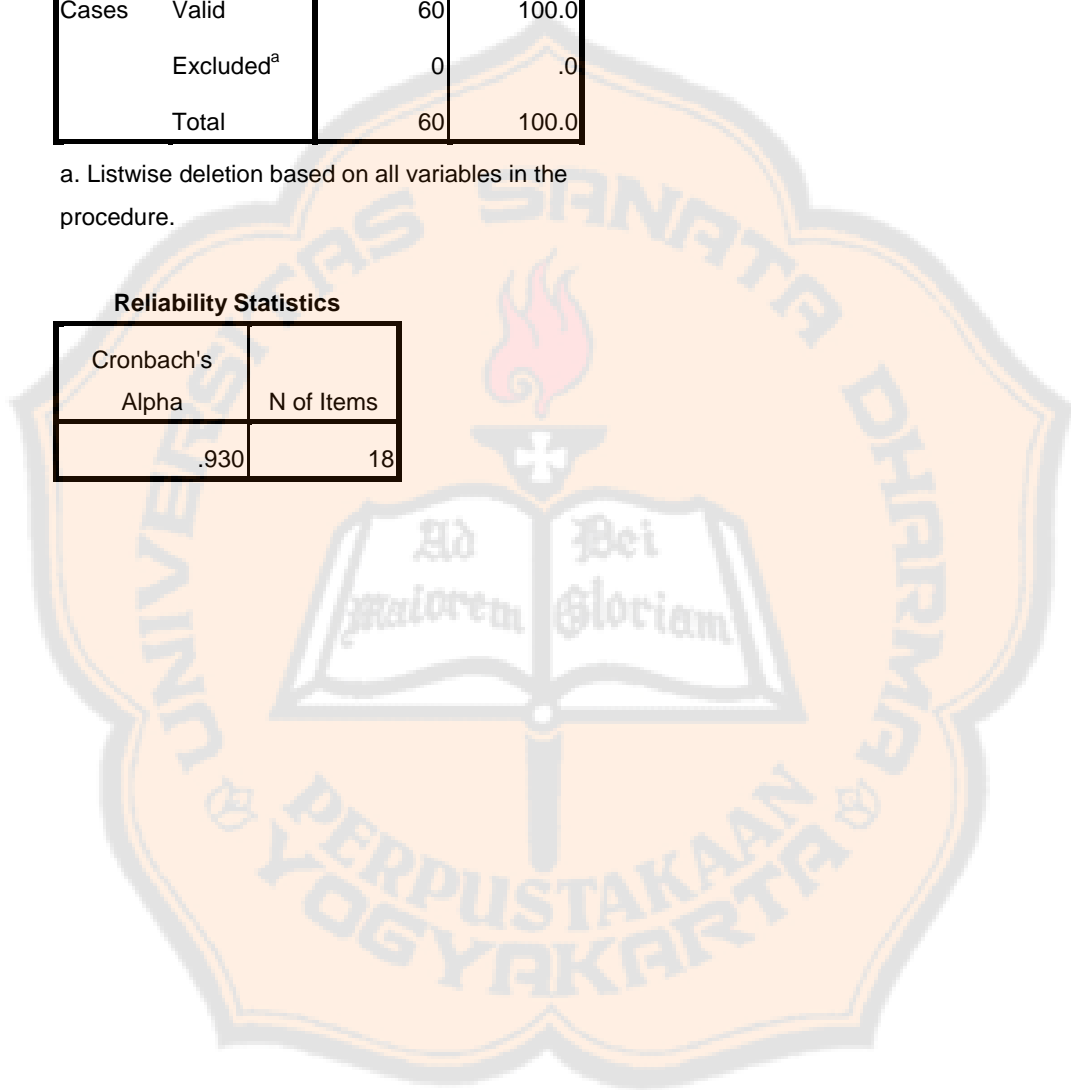 Cases Valid 60 100.0
Excludedᵃ 0 .0
Total 60 100.0
a. Listwise deletion based on all variables in the
procedure.
Reliability Statistics
Cronbach's
Alpha N of Items
.930 18
UNIVERSITAS SANATA DHARMA
Ad Dei
Maiorem Gloriam
PERPUSTAKAAN
YOGYAKARTA